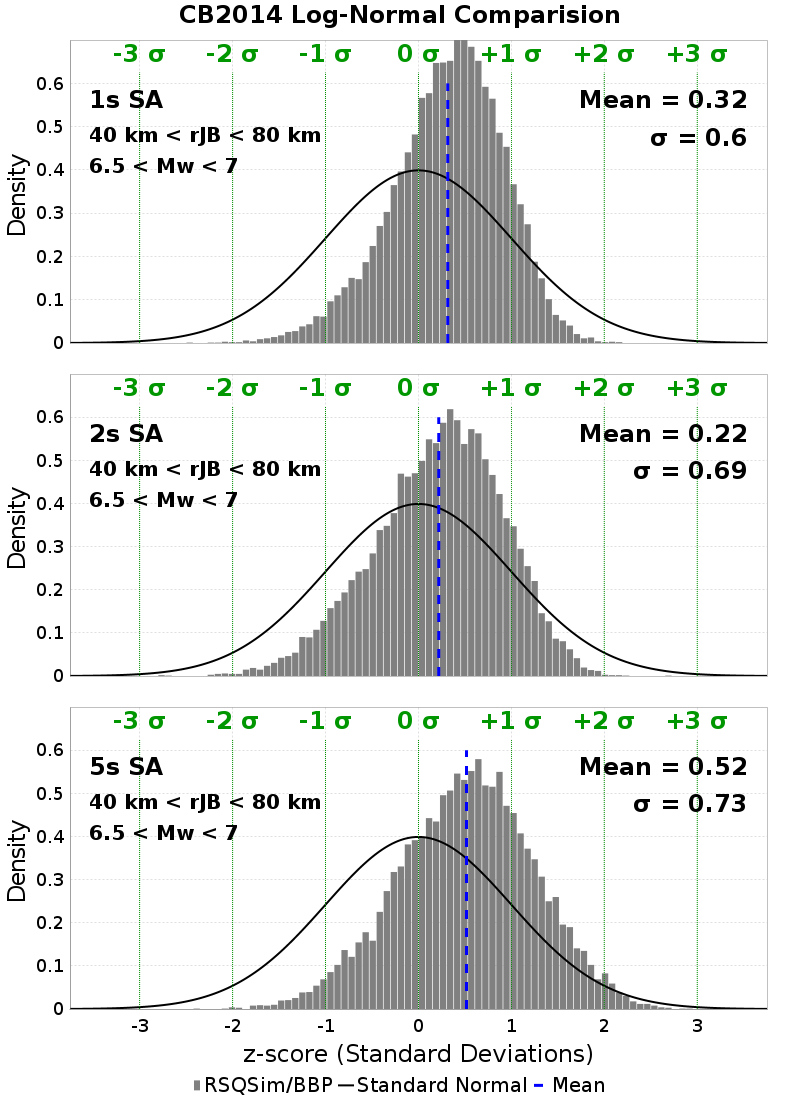 CB2014 Log-Normal Comparision
-3 σ -2 σ -1 σ 0 σ +1 σ +2 σ +3 σ
1s SA
40 km < rJB < 80 km
6.5 < Mw < 7
Mean = 0.32
σ = 0.6
Density
0.6
0.5
0.4
0.3
0.2
0.1
0
-3 σ -2 σ -1 σ 0 σ +1 σ +2 σ +3 σ
2s SA
40 km < rJB < 80 km
6.5 < Mw < 7
Mean = 0.22
σ = 0.69
Density
0.6
0.5
0.4
0.3
0.2
0.1
0
-3 σ -2 σ -1 σ 0 σ +1 σ +2 σ +3 σ
5s SA
40 km < rJB < 80 km
6.5 < Mw < 7
Mean = 0.52
σ = 0.73
Density
0.6
0.5
0.4
0.3
0.2
0.1
0
-3 -2 -1 0 1 2 3
z-score (Standard Deviations)
RSQSim/BBP Standard Normal Mean